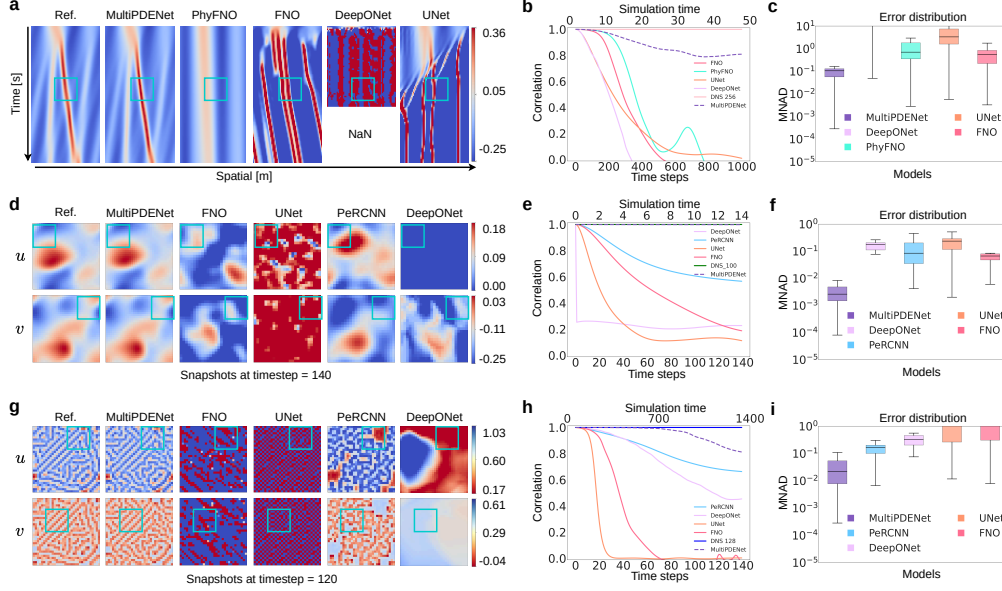 a
Ref. MultiPDENet PhyFNO FNO DeepONet UNet
0.36
0.05
-0.25
NaN
Time [s]
Spatial [m]
b
Simulation time
0 10 20 30 40 50
1.0
0.8
0.6
0.4
0.2
0
Correlation
FNO
PhyFNO
UNet
DeepONet
DNS 256
MultiPDENet
0 200 400 600 800 1000
Time steps
c
Error distribution
10^1
10^0
10^-1
10^-2
10^-3
10^-4
10^-5
MNAD
MultiPDENet
DeepONet
PhyFNO
UNet
FNO
Models
d
Ref. MultiPDENet FNO UNet PeRCNN DeepONet
u
0.18
0.09
0.00
v
0.03
-0.11
-0.25
Snapshots at timestep = 140
e
Simulation time
0 2 4 6 8 10 12 14
1.0
0.8
0.6
0.4
0.2
0.0
Correlation
DeepONet
PeRCNN
UNet
FNO
DNS_100
MultiPDENet
0 20 40 60 80 100 120 140
Time steps
f
Error distribution
10^0
10^-1
10^-2
10^-3
10^-4
10^-5
MNAD
MultiPDENet
DeepONet
PeRCNN
UNet
FNO
Models
g
Ref. MultiPDENet FNO UNet PeRCNN DeepONet
u
1.03
0.60
0.17
v
0.61
0.29
-0.04
Snapshots at timestep = 120
h
Simulation time
0 700 1400
1.0
0.8
0.6
0.4
0.2
0
Correlation
PeRCNN
DeepONet
UNet
FNO
DNS 128
MultiPDENet
0 20 40 60 80 100 120 140
Time steps
i
Error distribution
10^0
10^-1
10^-2
10^-3
10^-4
10^-5
MNAD
MultiPDENet
PeRCNN
DeepONet
UNet
FNO
Models